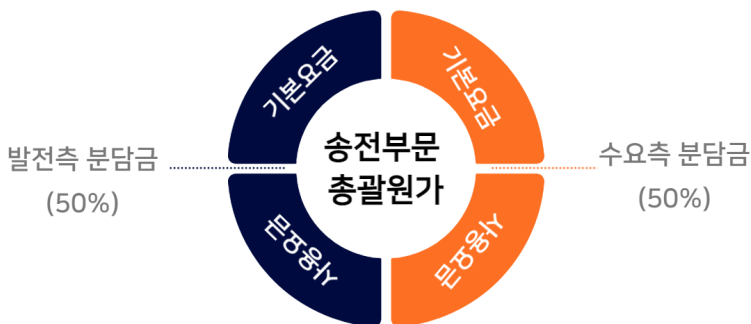 기본요금
기본요금
발전측 분담금
(50%)
송전부문
총괄원가
수요측 분담금
(50%)
사용요금
사용요금